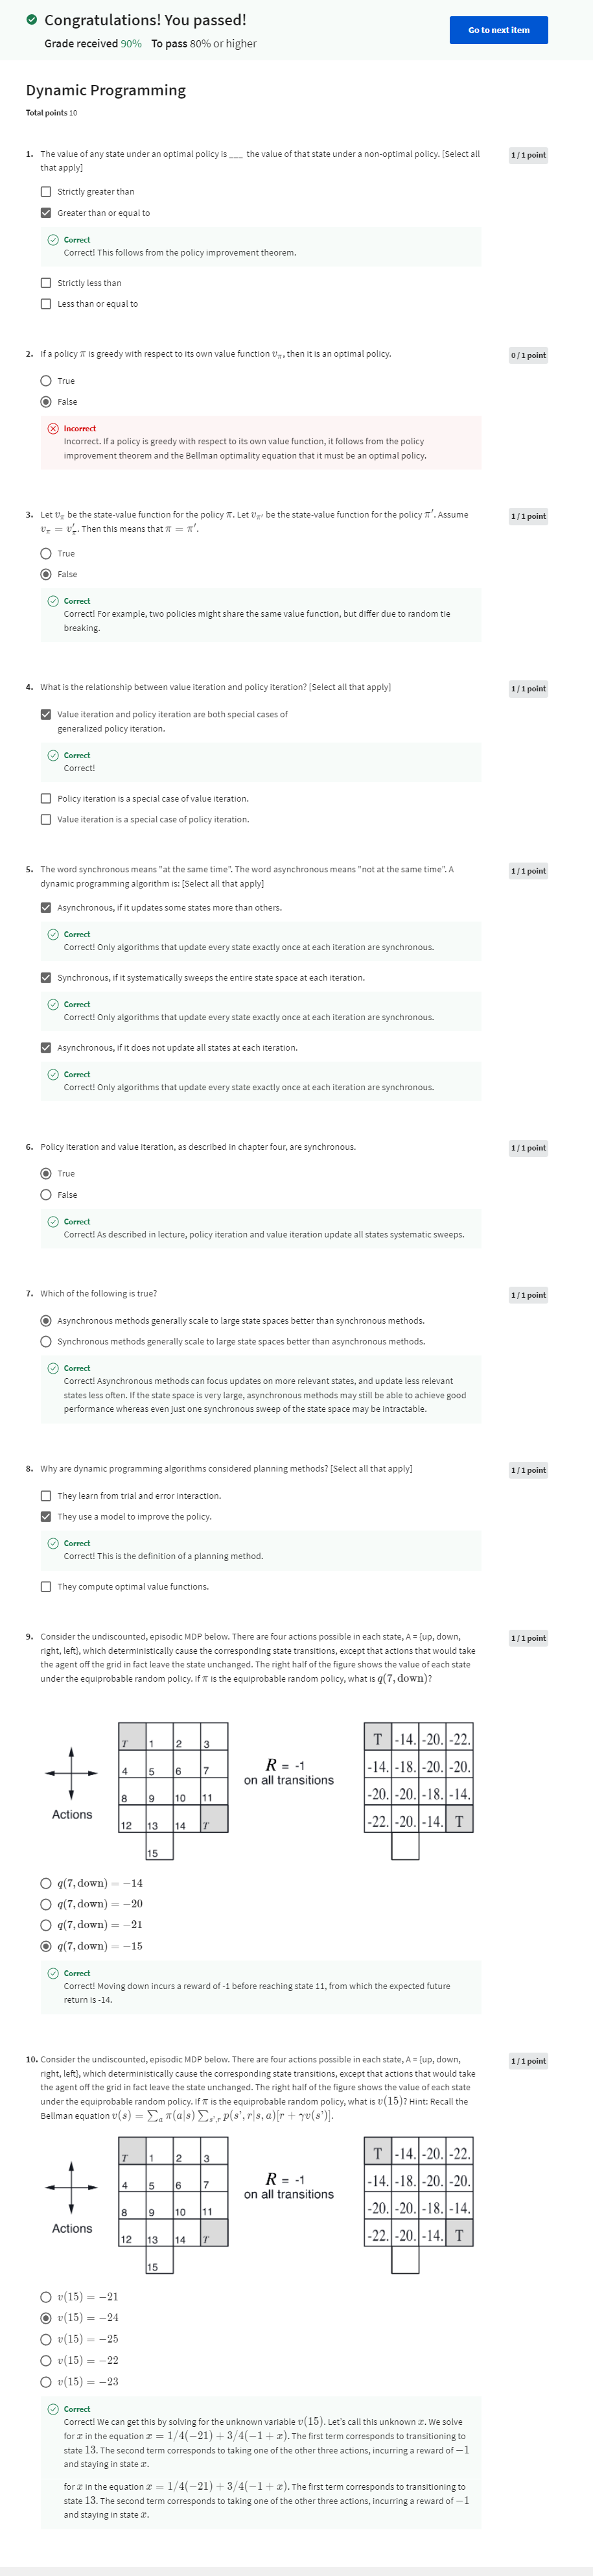 Congratulations! You passed!
Grade received 90% To pass 80% or higher
Go to next item
Dynamic Programming
Total points 10
1. The value of any state under an optimal policy is ___ the value of that state under a non-optimal policy. [Select all
that apply]
1 / 1 point
Strictly greater than
Greater than or equal to
Correct
Correct! This follows from the policy improvement theorem.
Strictly less than
Less than or equal to
2. If a policy π is greedy with respect to its own value function vπ, then it is an optimal policy.
0 / 1 point
True
False
Incorrect
Incorrect. If a policy is greedy with respect to its own value function, it follows from the policy
improvement theorem and the Bellman optimality equation that it must be an optimal policy.
3. Let vπ be the state-value function for the policy π. Let vπ′ be the state-value function for the policy π′. Assume
vπ = v′π. Then this means that π = π′.
1 / 1 point
True
False
Correct
Correct! For example, two policies might share the same value function, but differ due to random tie
breaking.
4. What is the relationship between value iteration and policy iteration? [Select all that apply]
1 / 1 point
Value iteration and policy iteration are both special cases of
generalized policy iteration.
Correct
Correct!
Policy iteration is a special case of value iteration.
Value iteration is a special case of policy iteration.
5. The word synchronous means "at the same time". The word asynchronous means "not at the same time". A
dynamic programming algorithm is: [Select all that apply]
1 / 1 point
Asynchronous, if it updates some states more than others.
Correct
Correct! Only algorithms that update every state exactly once at each iteration are synchronous.
Synchronous, if it systematically sweeps the entire state space at each iteration.
Correct
Correct! Only algorithms that update every state exactly once at each iteration are synchronous.
Asynchronous, if it does not update all states at each iteration.
Correct
Correct! Only algorithms that update every state exactly once at each iteration are synchronous.
6. Policy iteration and value iteration, as described in chapter four, are synchronous.
1 / 1 point
True
False
Correct
Correct! As described in lecture, policy iteration and value iteration update all states systematic sweeps.
7. Which of the following is true?
1 / 1 point
Asynchronous methods generally scale to large state spaces better than synchronous methods.
Synchronous methods generally scale to large state spaces better than asynchronous methods.
Correct
Correct! Asynchronous methods can focus updates on more relevant states, and update less relevant
states less often. If the state space is very large, asynchronous methods may still be able to achieve good
performance whereas even just one synchronous sweep of the state space may be intractable.
8. Why are dynamic programming algorithms considered planning methods? [Select all that apply]
1 / 1 point
They learn from trial and error interaction.
They use a model to improve the policy.
Correct
Correct! This is the definition of a planning method.
They compute optimal value functions.
9. Consider the undiscounted, episodic MDP below. There are four actions possible in each state, A = {up, down,
right, left}, which deterministically cause the corresponding state transitions, except that actions that would take
the agent off the grid in fact leave the state unchanged. The right half of the figure shows the value of each state
under the equiprobable random policy. If π is the equiprobable random policy, what is q(7, down)?
1 / 1 point
T 1 2 3
4 5 6 7
8 9 10 11
12 13 14 T
15
Actions
R = -1
on all transitions
T -14. -20. -22.
-14. -18. -20. -20.
-20. -20. -18. -14.
-22. -20. -14. T
q(7, down) = −14
q(7, down) = −20
q(7, down) = −21
q(7, down) = −15
Correct
Correct! Moving down incurs a reward of -1 before reaching state 11, from which the expected future
return is -14.
10. Consider the undiscounted, episodic MDP below. There are four actions possible in each state, A = {up, down,
right, left}, which deterministically cause the corresponding state transitions, except that actions that would take
the agent off the grid in fact leave the state unchanged. The right half of the figure shows the value of each state
under the equiprobable random policy. If π is the equiprobable random policy, what is v(15)? Hint: Recall the
Bellman equation v(s) = ∑a π(a|s) ∑s′,r p(s′, r|s, a)[r + γv(s′)].
1 / 1 point
T 1 2 3
4 5 6 7
8 9 10 11
12 13 14 T
15
Actions
R = -1
on all transitions
T -14. -20. -22.
-14. -18. -20. -20.
-20. -20. -18. -14.
-22. -20. -14. T
v(15) = −21
v(15) = −24
v(15) = −25
v(15) = −22
v(15) = −23
Correct
Correct! We can get this by solving for the unknown variable v(15). Let's call this unknown x. We solve
for x in the equation x = 1/4(−21) + 3/4(−1 + x). The first term corresponds to transitioning to
state 13. The second term corresponds to taking one of the other three actions, incurring a reward of −1
and staying in state x.
for x in the equation x = 1/4(−21) + 3/4(−1 + x). The first term corresponds to transitioning to
state 13. The second term corresponds to taking one of the other three actions, incurring a reward of −1
and staying in state x.